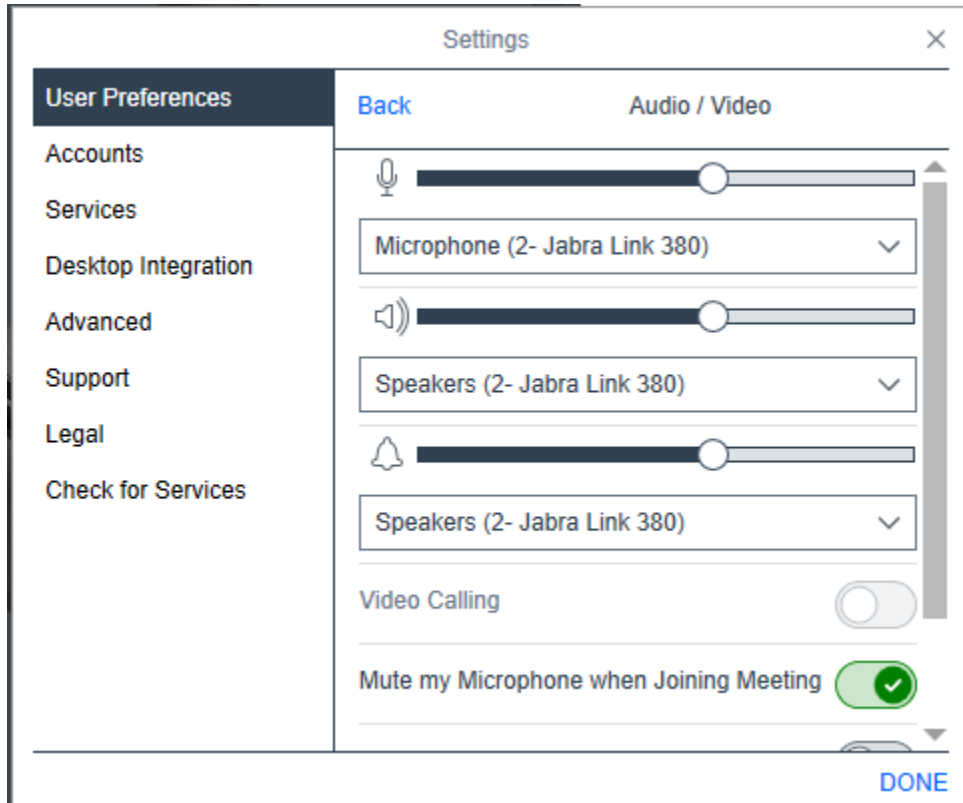 Settings
User Preferences
Accounts
Services
Desktop Integration
Advanced
Support
Legal
Check for Services
Back
Audio / Video
Microphone (2- Jabra Link 380)
Speakers (2- Jabra Link 380)
Speakers (2- Jabra Link 380)
Video Calling
Mute my Microphone when Joining Meeting
DONE